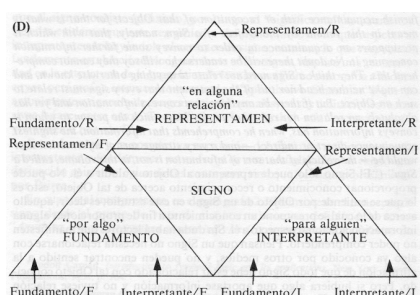 (D)
Representamen/R
"en alguna
relación"
REPRESENTAMEN
Fundamento/R
Interpretante/R
Representamen/F
Representamen/I
SIGNO
"por algo"
FUNDAMENTO
"para alguien"
INTERPRETANTE
Fundamento/F
Interpretante/F
Fundamento/I
Interpretante/I